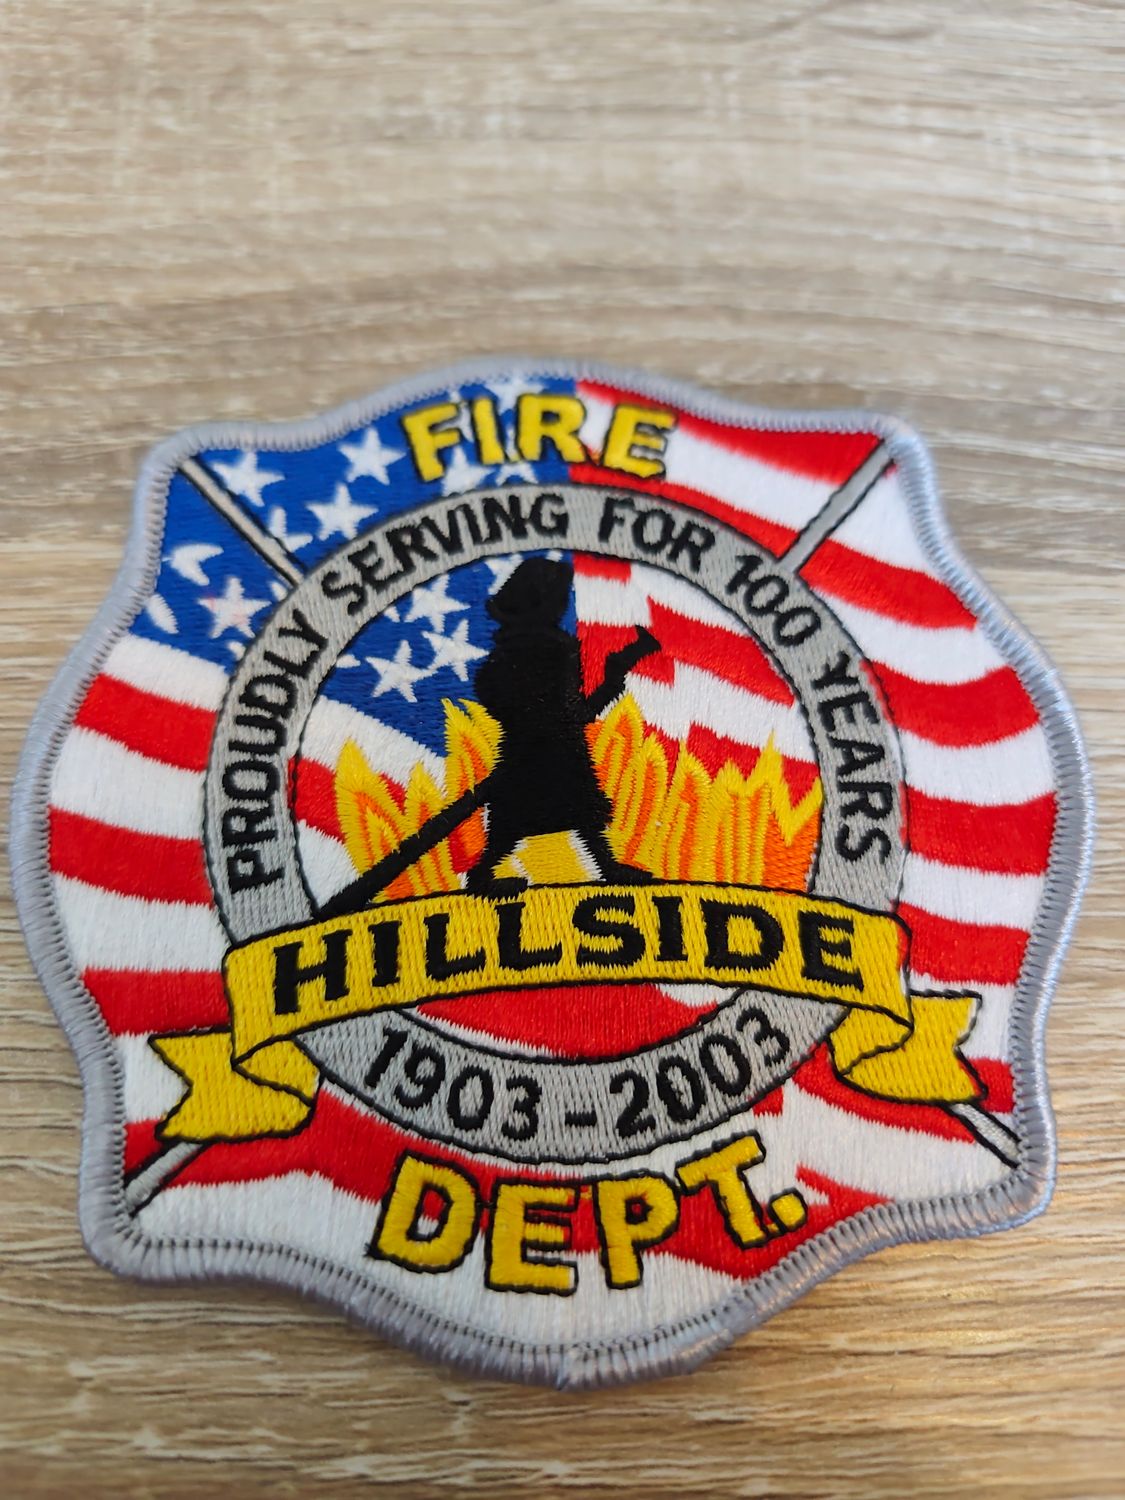 FIRE
PROUDLY SERVING FOR 100 YEARS
HILLSIDE
1903-2003
DEPT.